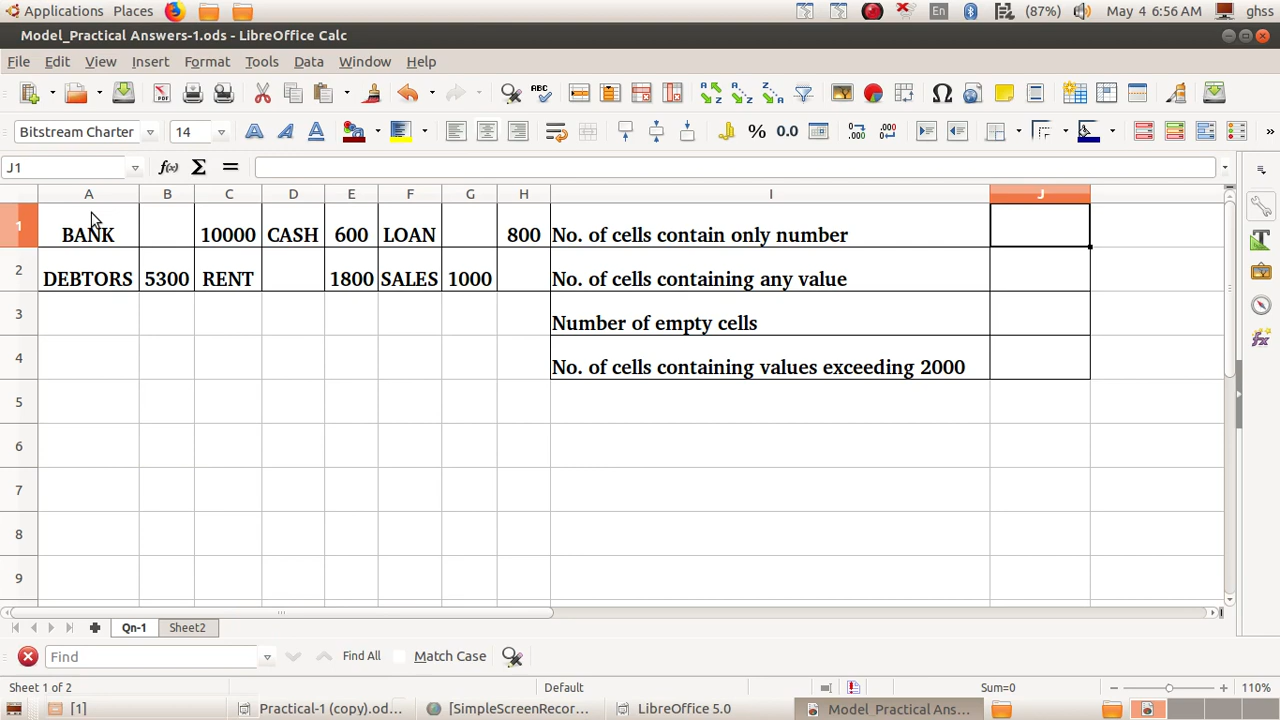 Applications Places En (87%) May 4 6:56 AM ghss
Model_Practical Answers-1.ods - LibreOffice Calc
File Edit View Insert Format Tools Data Window Help
Bitstream Charter 14
J1
A B C D E F G H I J
1 BANK 10000 CASH 600 LOAN 800 No. of cells contain only number
2 DEBTORS 5300 RENT 1800 SALES 1000 No. of cells containing any value
3 Number of empty cells
4 No. of cells containing values exceeding 2000
5
6
7
8
9
Qn-1 Sheet2
Find Find All Match Case
Sheet 1 of 2 Default Sum=0 110%
[1] Practical-1 (copy).od... [SimpleScreenRecor... LibreOffice 5.0 Model_Practical Ans...